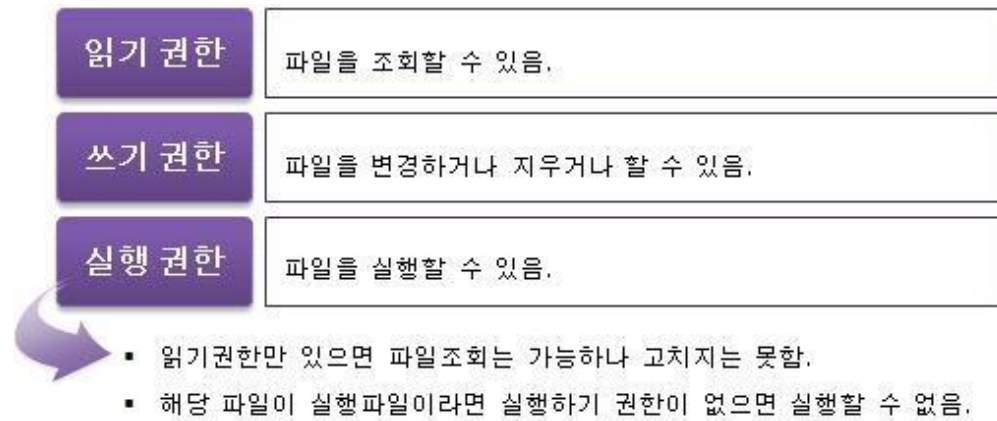 읽기 권한
파일을 조회할 수 있음.
쓰기 권한
파일을 변경하거나 지우거나 할 수 있음.
실행 권한
파일을 실행할 수 있음.
▪ 읽기권한만 있으면 파일조회는 가능하나 고치지는 못함.
▪ 해당 파일이 실행파일이라면 실행하기 권한이 없으면 실행할 수 없음.